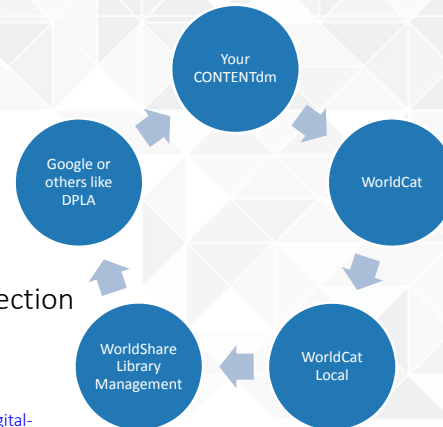 Your
CONTENTdm
Google or
others like
DPLA
WorldCat
ection
WorldShare
Library
Management
WorldCat
Local
gital-